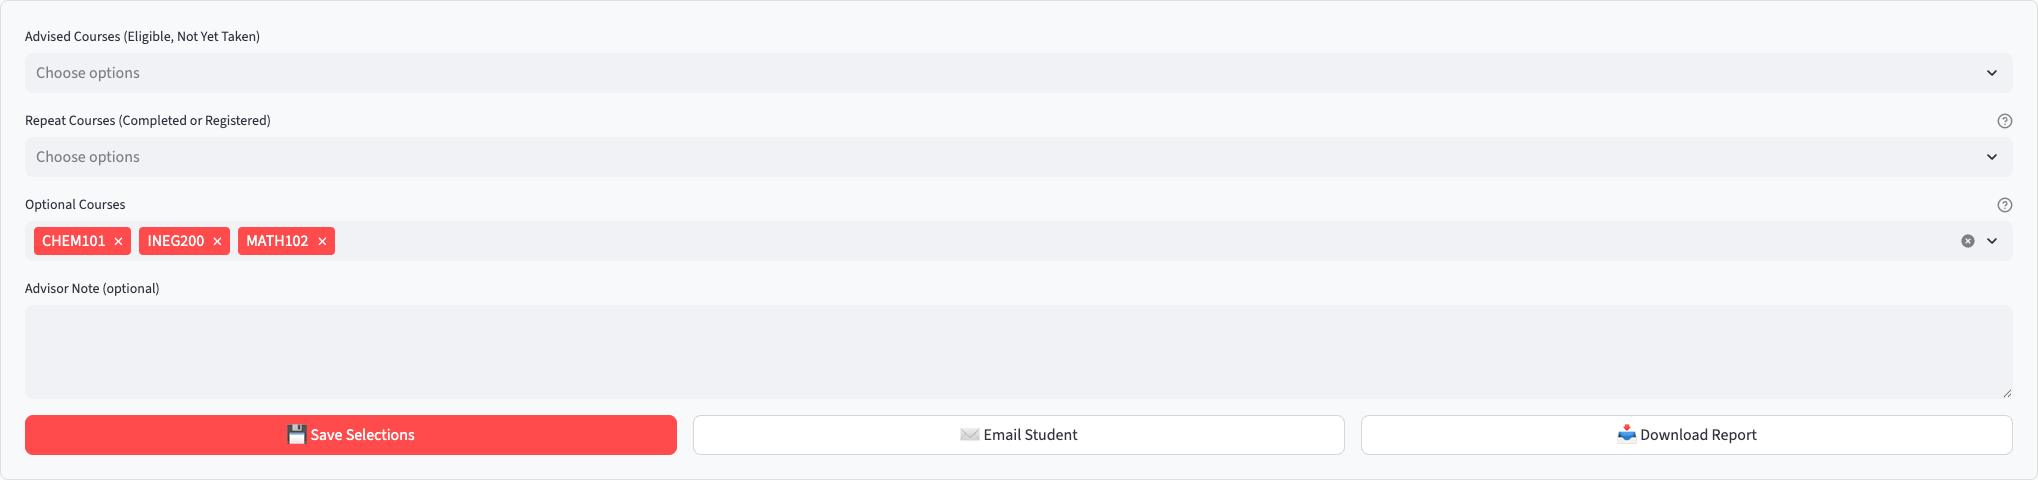 Advised Courses (Eligible, Not Yet Taken)
Choose options
Repeat Courses (Completed or Registered)
Choose options
Optional Courses
CHEM101 × INEG200 × MATH102 ×
Advisor Note (optional)
💾 Save Selections
✉️ Email Student
📥 Download Report